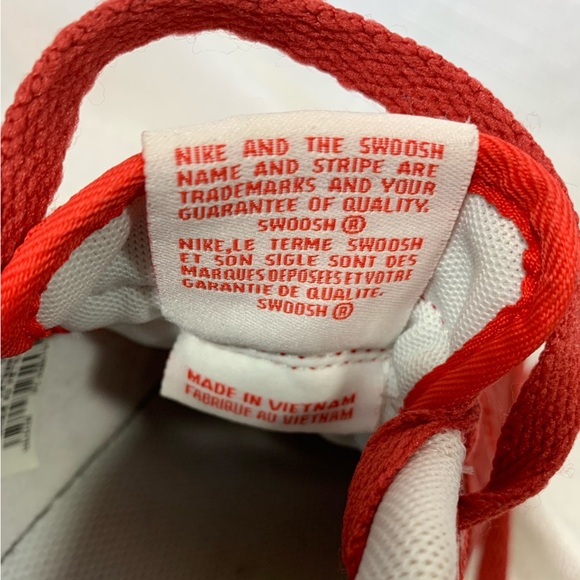 NIKE AND THE SWOOSH
NAME AND STRIPE ARE
TRADEMARKS AND YOUR
GUARANTEE OF QUALITY.
SWOOSH ®
NIKE,LE TERME SWOOSH
ET SON SIGLE SONT DES
MARQUES DEPOSEES ET VOTRE
GARANTIE DE QUALITE.
SWOOSH ®
MADE IN VIETNAM
FABRIQUE AU VIETNAM